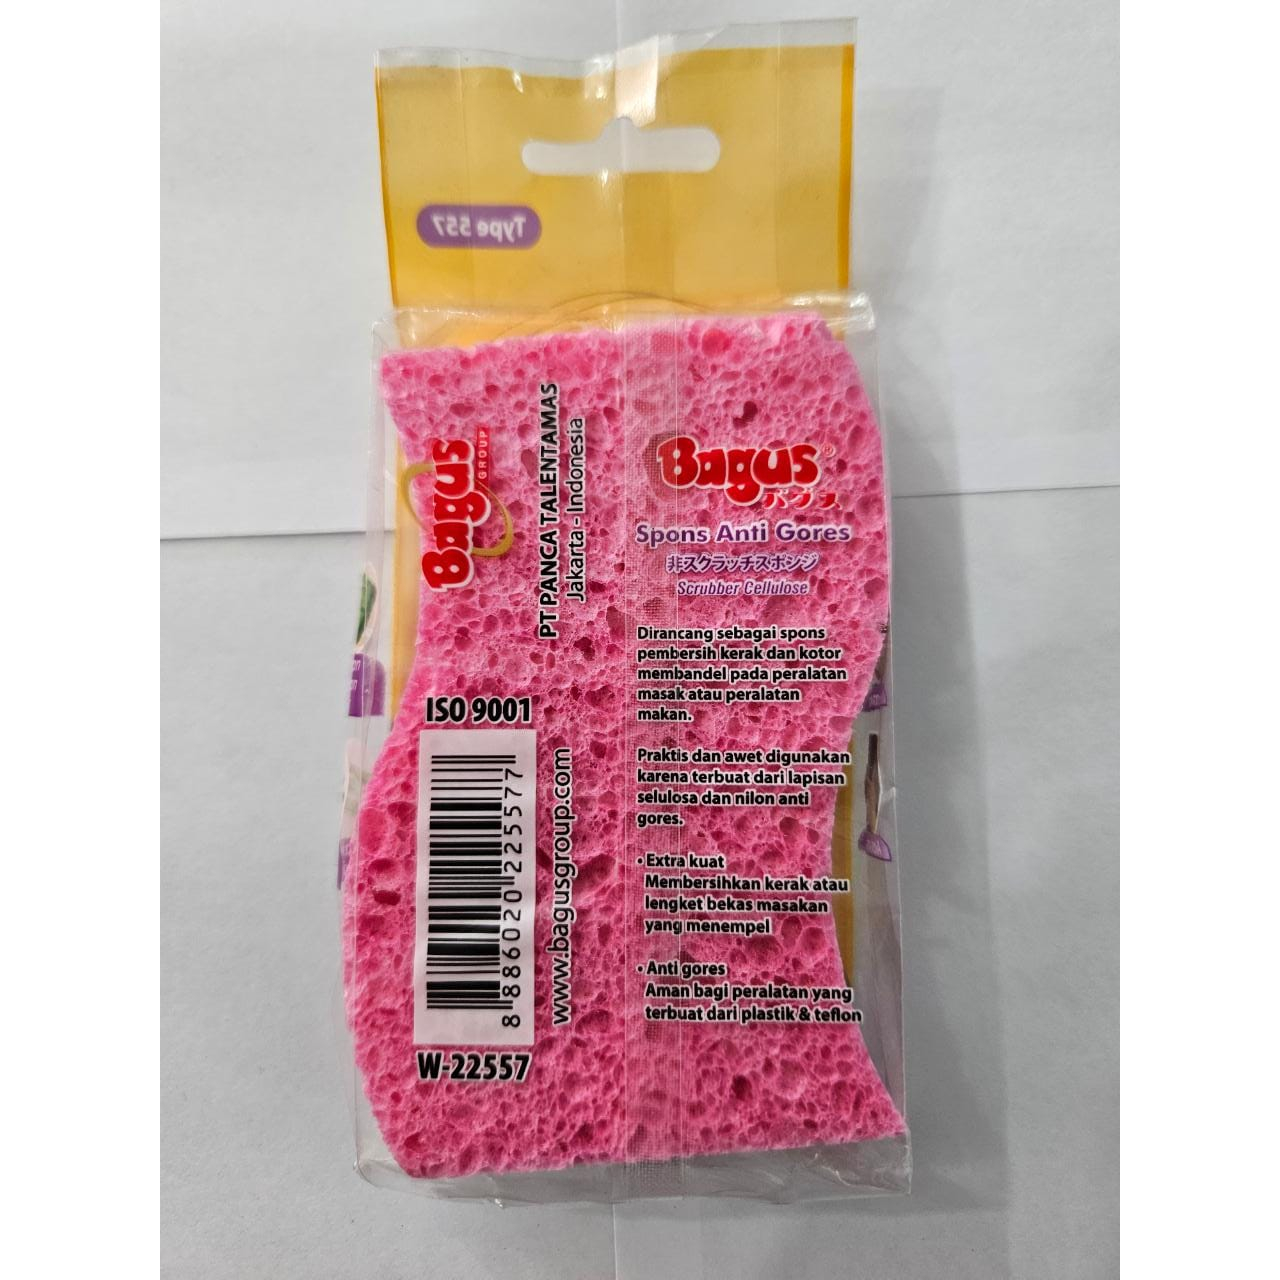 Type 557
Bagus
GROUP
PT PANCA TALENTAMAS
Jakarta - Indonesia
ISO 9001
8 886020 225577
W-22557
www.bagusgroup.com
Bagus®
バグース
Spons Anti Gores
非スクラッチスポンジ
Scrubber Cellulose
Dirancang sebagai spons
pembersih kerak dan kotor
membandel pada peralatan
masak atau peralatan
makan.
Praktis dan awet digunakan
karena terbuat dari lapisan
selulosa dan nilon anti
gores.
• Extra kuat
Membersihkan kerak atau
lengket bekas masakan
yang menempel
• Anti gores
Aman bagi peralatan yang
terbuat dari plastik & teflon